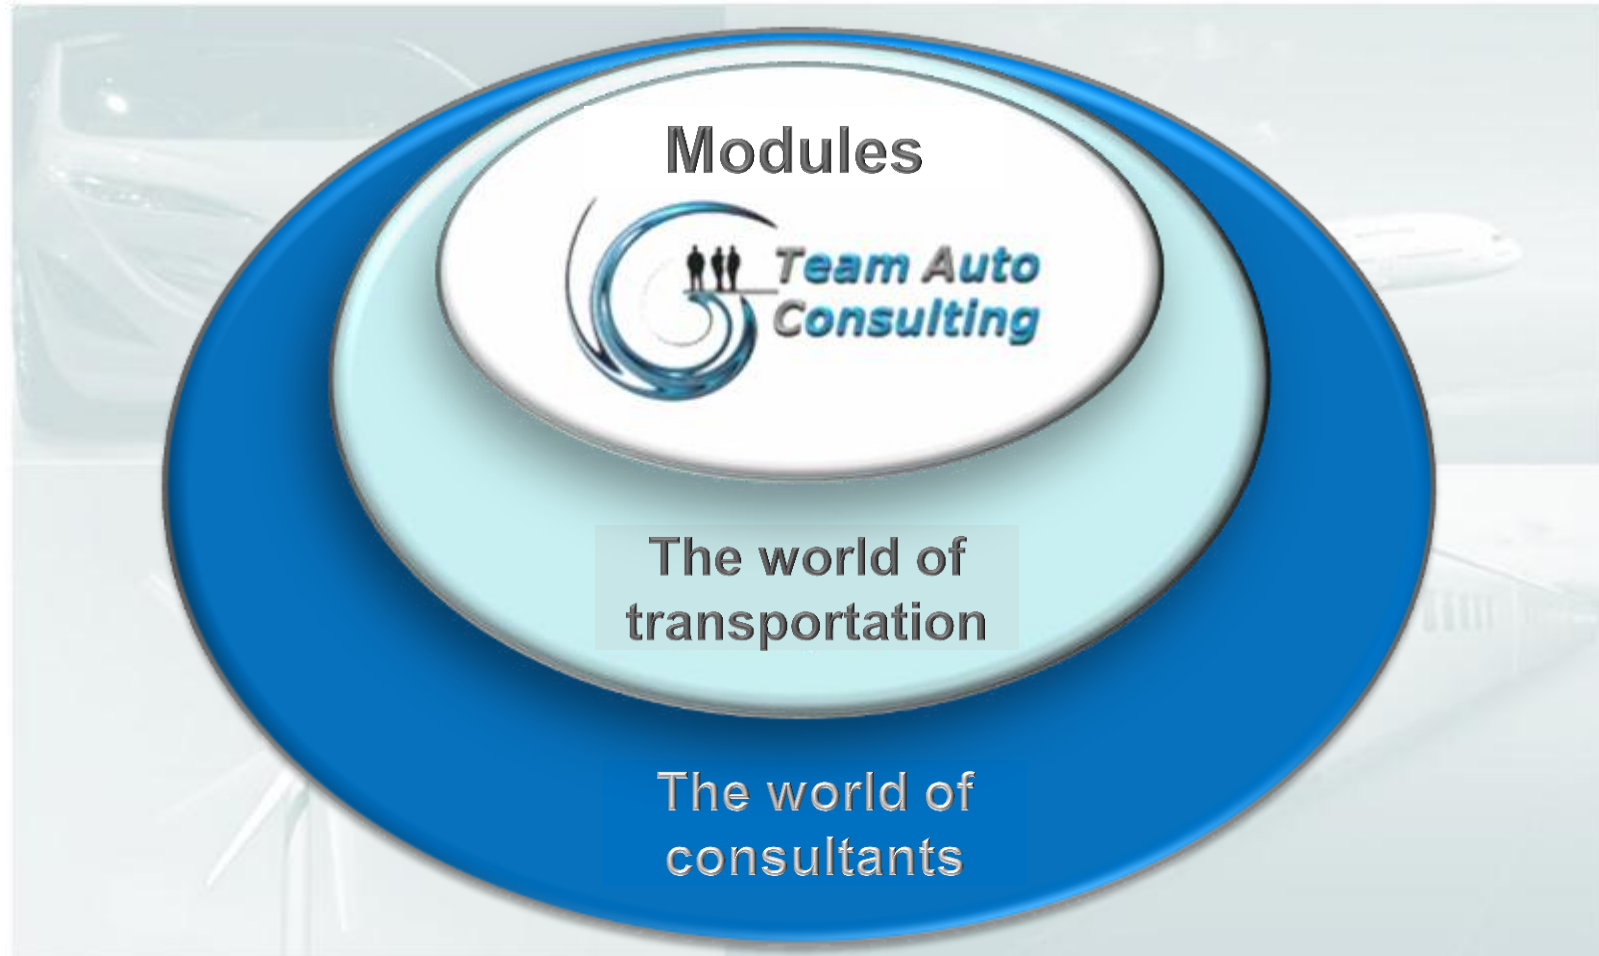 Modules
Team Auto
Consulting
The world of
transportation
The world of
consultants